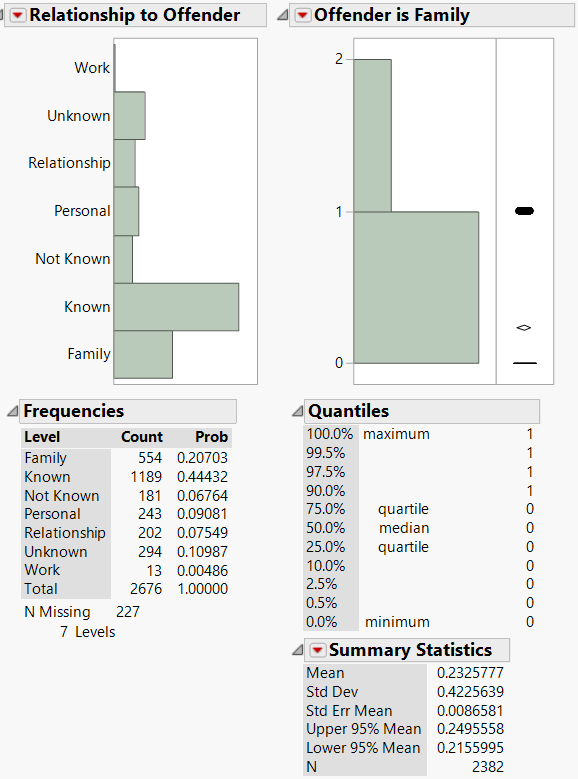 Relationship to Offender
Work
Unknown
Relationship
Personal
Not Known
Known
Family
Frequencies
Level Count Prob
Family 554 0.20703
Known 1189 0.44432
Not Known 181 0.06764
Personal 243 0.09081
Relationship 202 0.07549
Unknown 294 0.10987
Work 13 0.00486
Total 2676 1.00000
N Missing 227
7 Levels
Offender is Family
2
1
0
Quantiles
100.0% maximum 1
99.5% 1
97.5% 1
90.0% 1
75.0% quartile 0
50.0% median 0
25.0% quartile 0
10.0% 0
2.5% 0
0.5% 0
0.0% minimum 0
Summary Statistics
Mean 0.2325777
Std Dev 0.4225639
Std Err Mean 0.0086581
Upper 95% Mean 0.2495558
Lower 95% Mean 0.2155995
N 2382